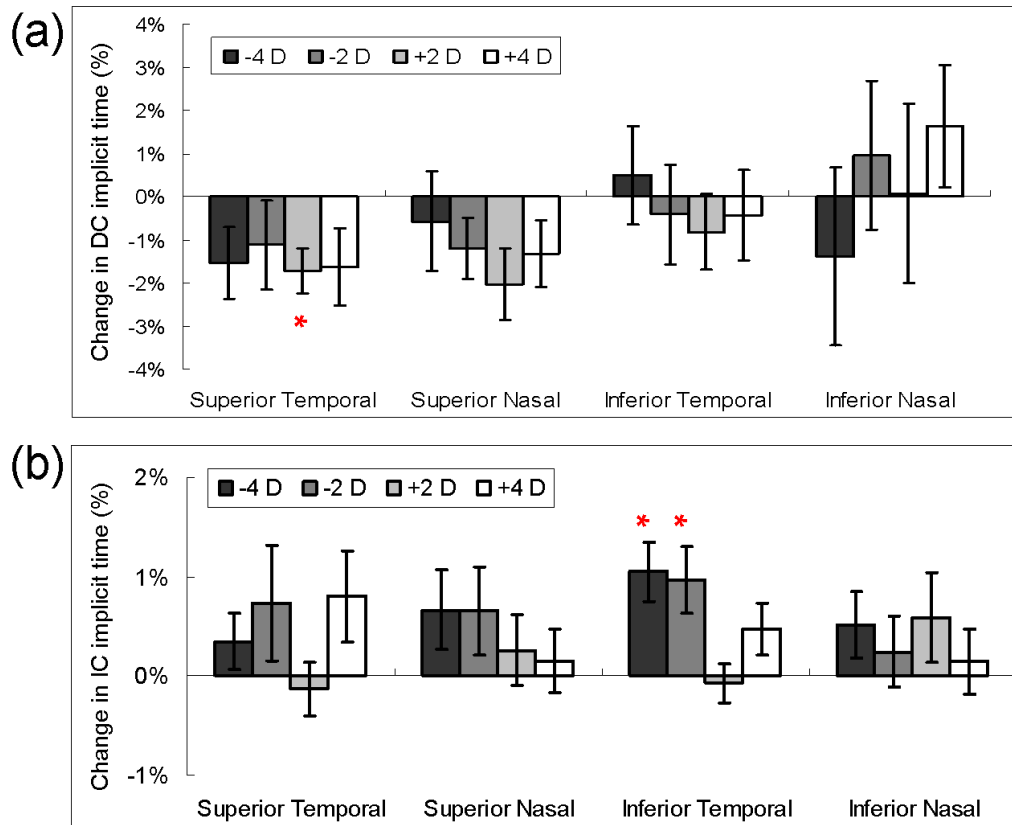 (a)
Change in DC implicit time (%)
4%
3%
2%
1%
0%
-1%
-2%
-3%
-4%
-4 D -2 D +2 D +4 D
*
Superior Temporal Superior Nasal Inferior Temporal Inferior Nasal
(b)
Change in IC implicit time (%)
2%
1%
0%
-1%
-4 D -2 D +2 D +4 D
* *
Superior Temporal Superior Nasal Inferior Temporal Inferior Nasal